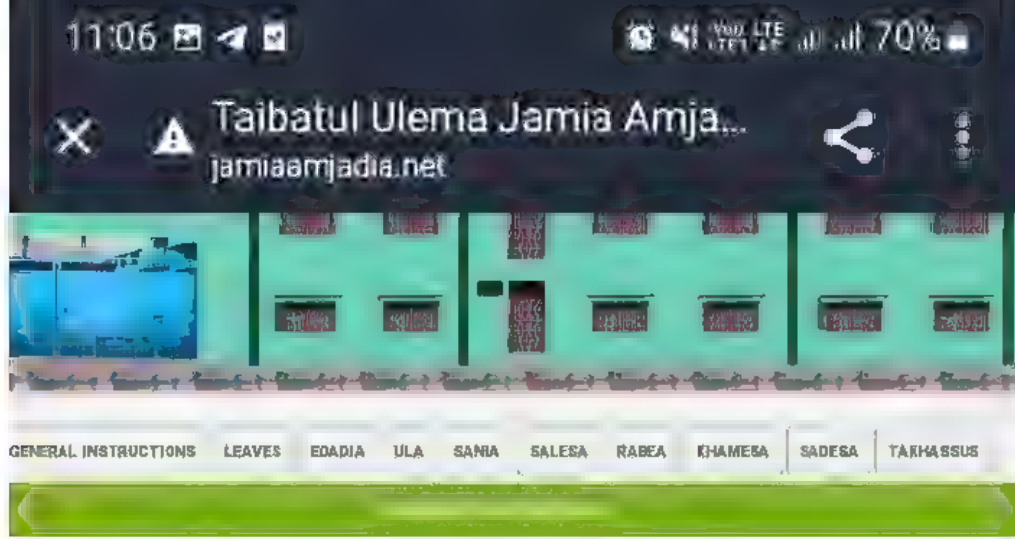 11:06 LTE 70%
Taibatul Ulema Jamia Amja...
jamiaamjadia.net
GENERAL INSTRUCTIONS LEAVES EDADIA ULA SANIA SALESA RABEA KHAMESA SADESA TAKHASSUS